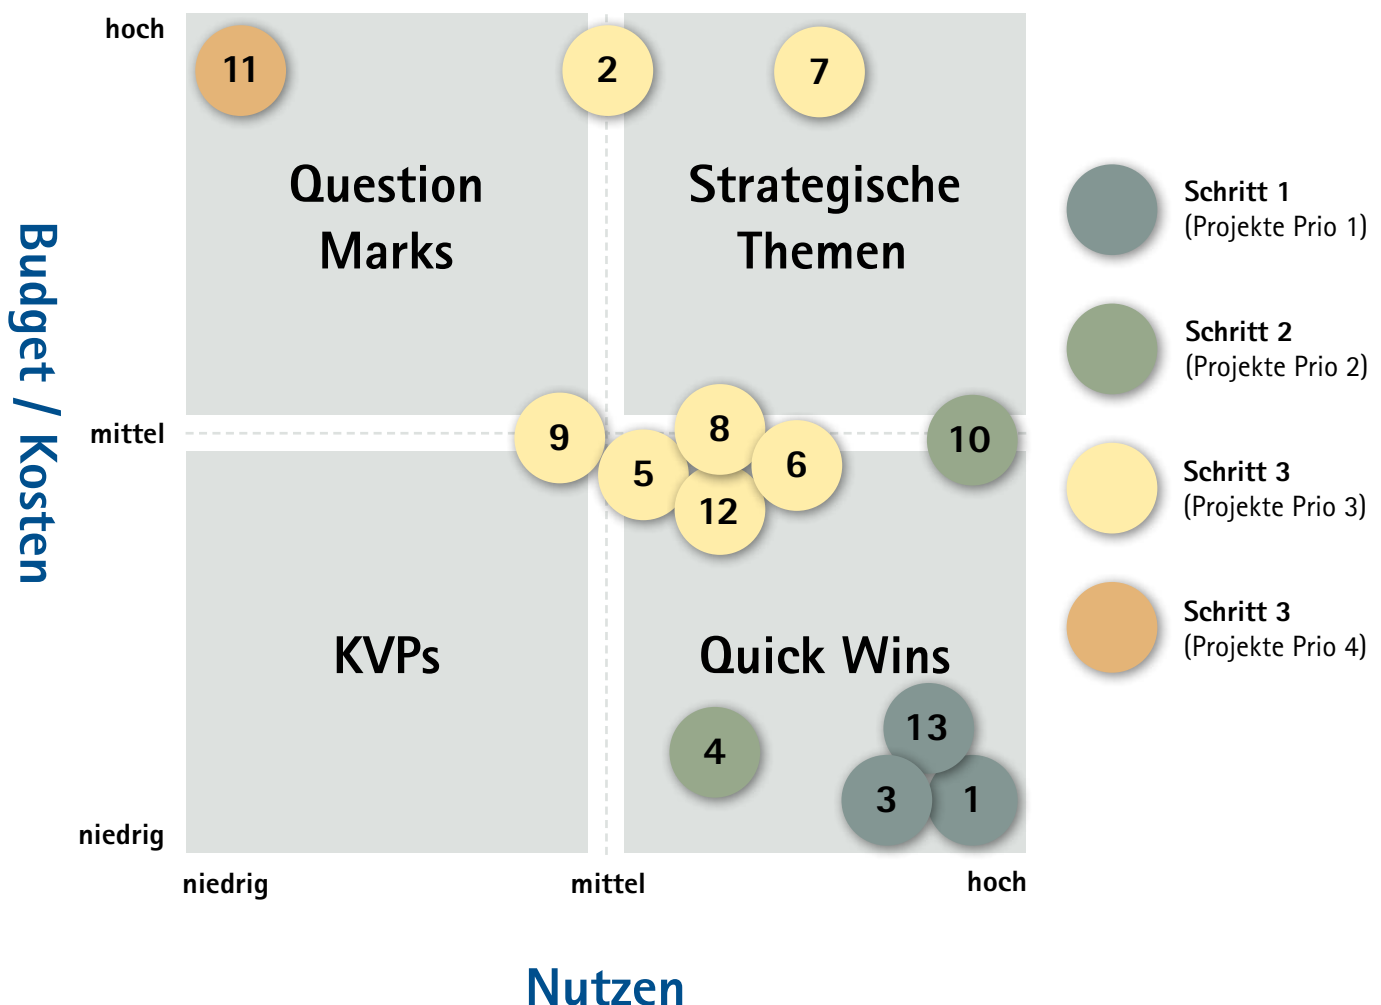 hoch
11
2
7
Question
Marks
Strategische
Themen
Schritt 1
(Projekte Prio 1)
Schritt 2
(Projekte Prio 2)
Budget / Kosten
mittel
9
8
10
5
6
12
Schritt 3
(Projekte Prio 3)
KVPs
Quick Wins
Schritt 3
(Projekte Prio 4)
13
4
3
1
niedrig
niedrig
mittel
hoch
Nutzen